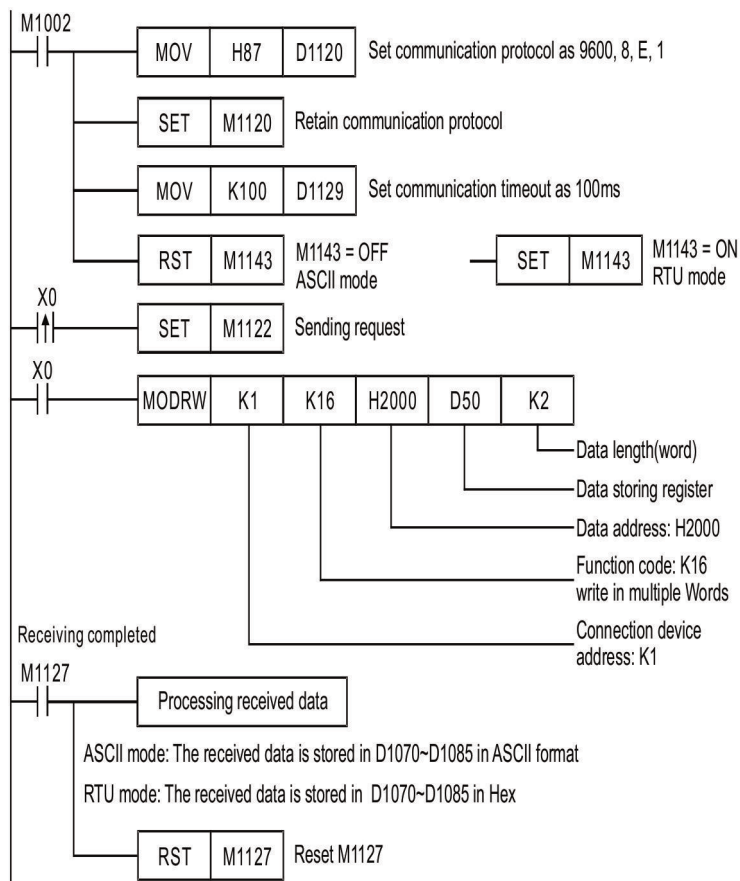 M1002
MOV H87 D1120 Set communication protocol as 9600, 8, E, 1
SET M1120 Retain communication protocol
MOV K100 D1129 Set communication timeout as 100ms
RST M1143 M1143 = OFF
ASCII mode
SET M1143 M1143 = ON
RTU mode
X0
SET M1122 Sending request
X0
MODRW K1 K16 H2000 D50 K2
Data length(word)
Data storing register
Data address: H2000
Function code: K16
write in multiple Words
Connection device
address: K1
Receiving completed
M1127
Processing received data
ASCII mode: The received data is stored in D1070~D1085 in ASCII format
RTU mode: The received data is stored in D1070~D1085 in Hex
RST M1127 Reset M1127